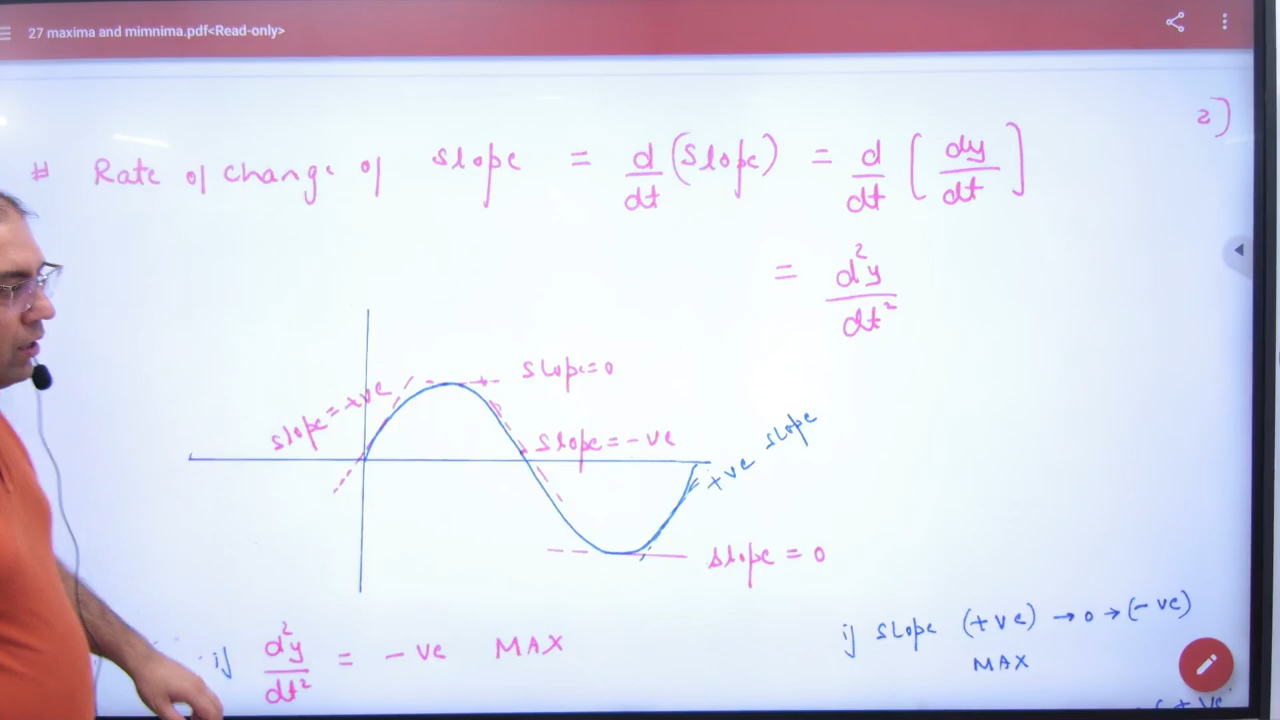 27 maxima and mimnima.pdf<Read-only>
2)
# Rate of change of slope = d/dt (slope) = d/dt [dy/dt]
= d²y/dt²
slope = +ve
slope=0
slope = -ve
+ve slope
slope = 0
if d²y/dt² = -ve MAX
if slope (+ve) → 0 → (-ve)
MAX
(+ve